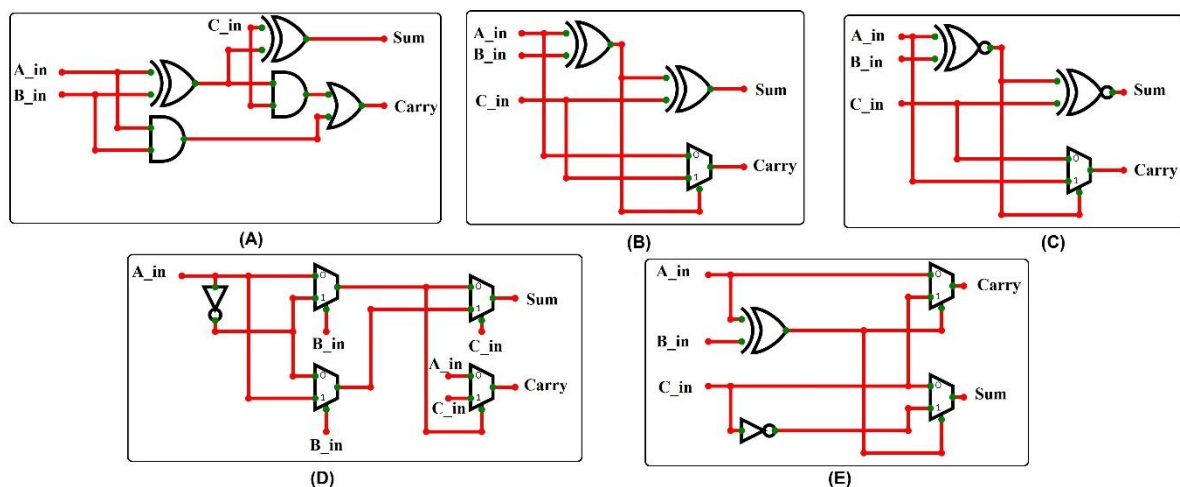 C_in
Sum
A_in
B_in
Carry
(A)
A_in
B_in
C_in
Sum
0
1
Carry
(B)
A_in
B_in
C_in
Sum
0
1
Carry
(C)
A_in
0
1
B_in
0
1
B_in
0
1
Sum
C_in
A_in
C_in
0
1
Carry
(D)
A_in
0
1
Carry
B_in
C_in
0
1
Sum
(E)